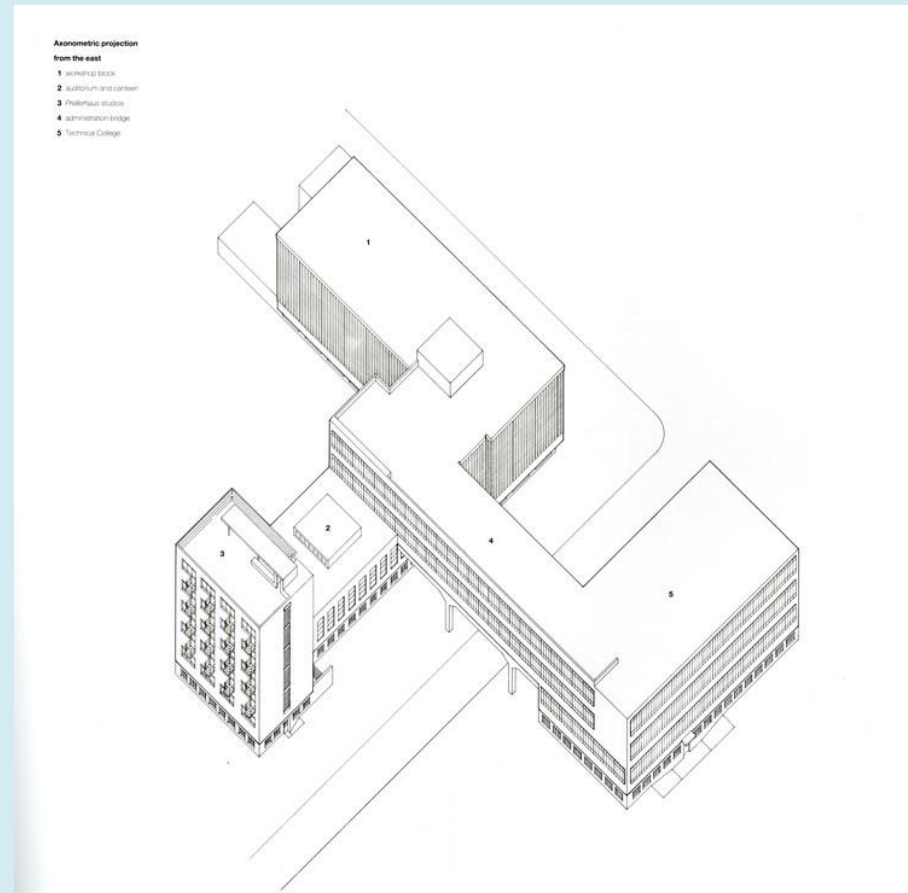 Axonometric projection
from the east
1 workshop block
2 auditorium and canteen
3 Prellerhaus studios
4 administration bridge
5 Technical College
1
2
3
4
5